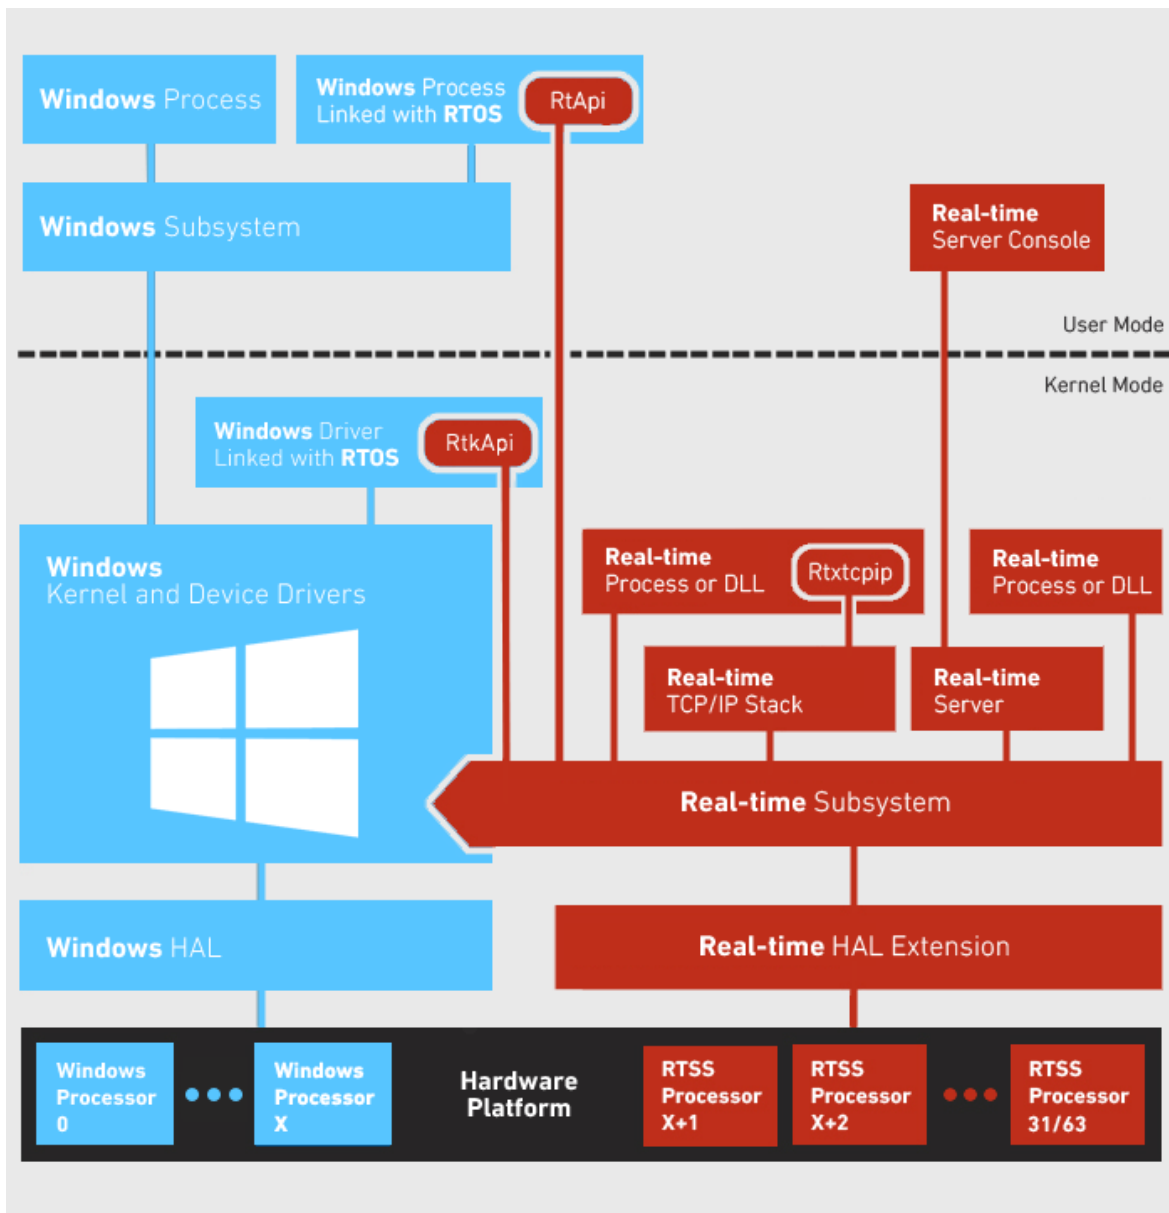 Windows Process
Windows Process
Linked with RTOS
RtApi
Windows Subsystem
Real-time
Server Console
User Mode
Kernel Mode
Windows Driver
Linked with RTOS
RtkApi
Windows
Kernel and Device Drivers
Real-time
Process or DLL
Rtxtcpip
Real-time
Process or DLL
Real-time
TCP/IP Stack
Real-time
Server
Real-time Subsystem
Windows HAL
Real-time HAL Extension
Windows
Processor
0
Windows
Processor
X
Hardware
Platform
RTSS
Processor
X+1
RTSS
Processor
X+2
RTSS
Processor
31/63